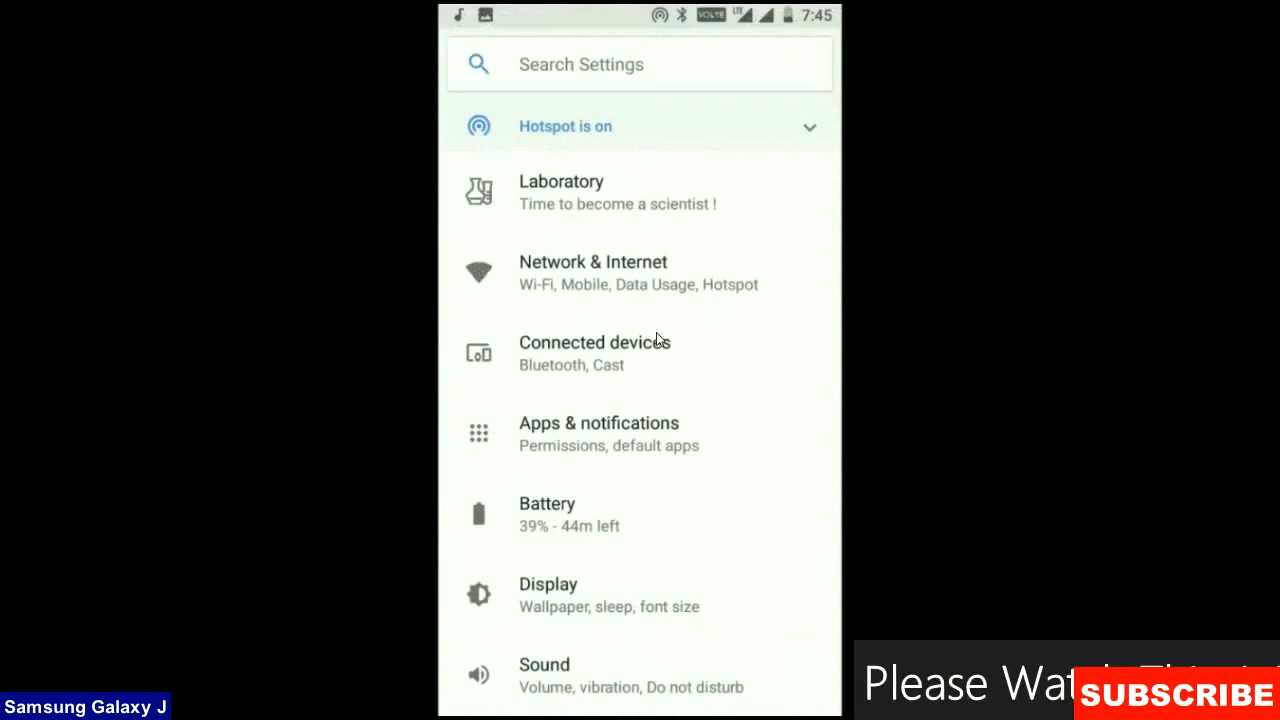 VOLTE LTE 7:45
Search Settings
Hotspot is on
Laboratory
Time to become a scientist !
Network & Internet
Wi-Fi, Mobile, Data Usage, Hotspot
Connected devices
Bluetooth, Cast
Apps & notifications
Permissions, default apps
Battery
39% - 44m left
Display
Wallpaper, sleep, font size
Sound
Volume, vibration, Do not disturb
Samsung Galaxy J
Please
SUBSCRIBE